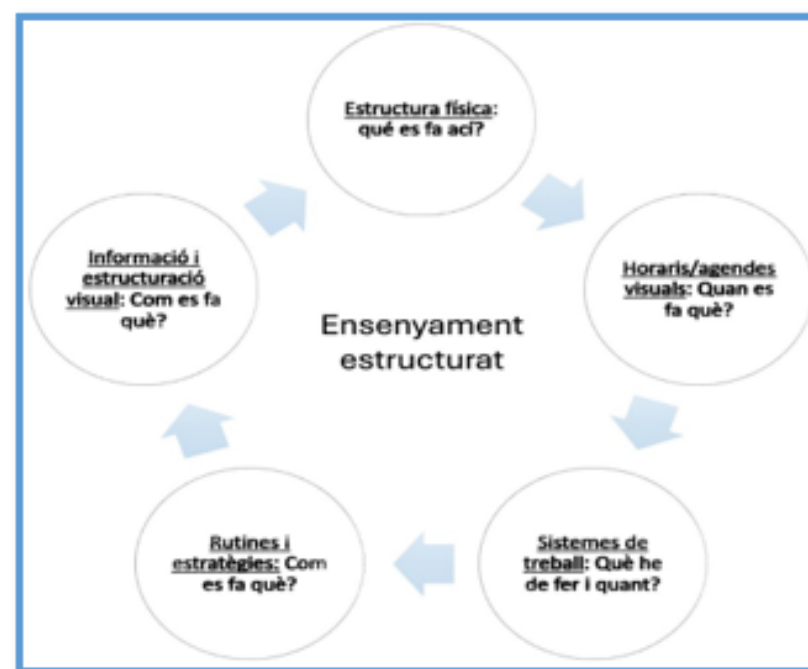 Estructura física:
qué es fa ací?
Horaris/agendes
visuals: Quan es
fa què?
Sistemes de
treball: Què he
de fer i quant?
Rutines i
estratègies: Com
es fa què?
Informació i
estructuració
visual: Com es fa
què?
Ensenyament
estructurat